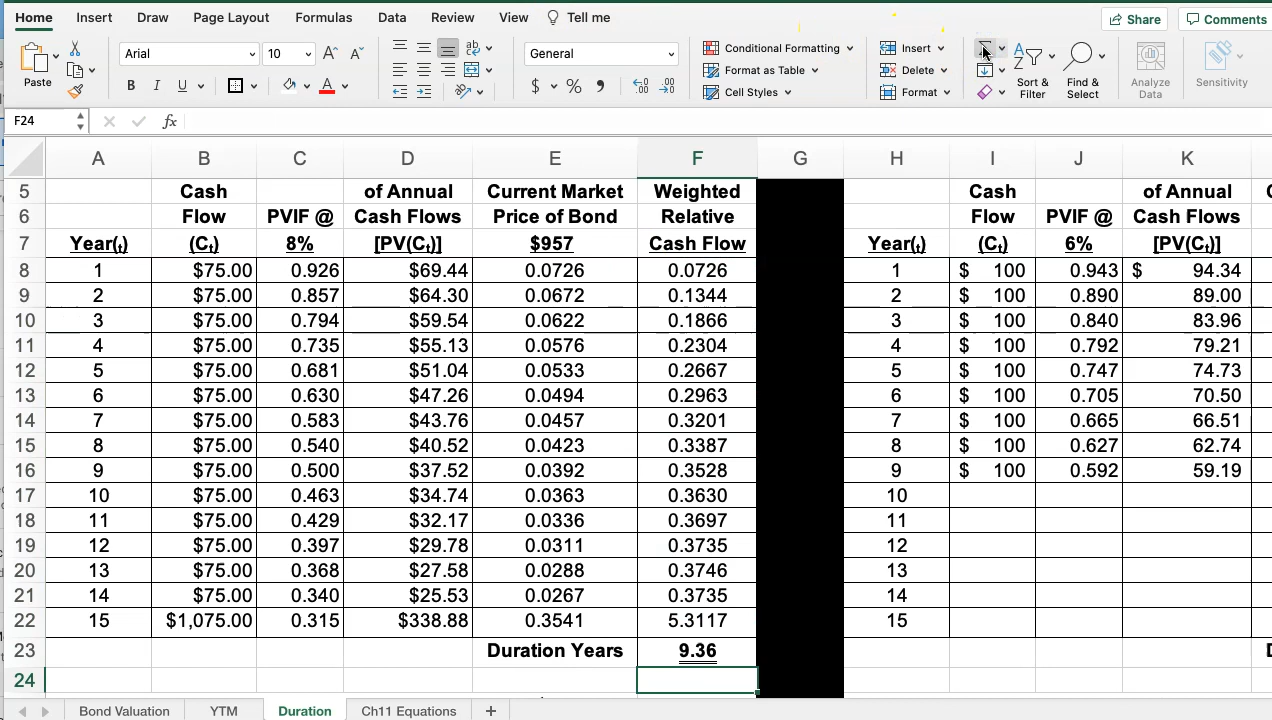 Home Insert Draw Page Layout Formulas Data Review View Tell me Share Comments
Paste Arial 10 A A ab General Conditional Formatting Insert
B I U A $ % 9 Format as Table Delete Sort & Find & Analyze Sensitivity
Cell Styles Format Filter Select Data
F24 fx
A B C D E F G H I J K
5 Cash of Annual Current Market Weighted Cash of Annual
6 Flow PVIF @ Cash Flows Price of Bond Relative Flow PVIF @ Cash Flows
7 Year(t) (Ct) 8% [PV(Ct)] $957 Cash Flow Year(t) (Ct) 6% [PV(Ct)]
8 1 $75.00 0.926 $69.44 0.0726 0.0726 1 $ 100 0.943 $ 94.34
9 2 $75.00 0.857 $64.30 0.0672 0.1344 2 $ 100 0.890 89.00
10 3 $75.00 0.794 $59.54 0.0622 0.1866 3 $ 100 0.840 83.96
11 4 $75.00 0.735 $55.13 0.0576 0.2304 4 $ 100 0.792 79.21
12 5 $75.00 0.681 $51.04 0.0533 0.2667 5 $ 100 0.747 74.73
13 6 $75.00 0.630 $47.26 0.0494 0.2963 6 $ 100 0.705 70.50
14 7 $75.00 0.583 $43.76 0.0457 0.3201 7 $ 100 0.665 66.51
15 8 $75.00 0.540 $40.52 0.0423 0.3387 8 $ 100 0.627 62.74
16 9 $75.00 0.500 $37.52 0.0392 0.3528 9 $ 100 0.592 59.19
17 10 $75.00 0.463 $34.74 0.0363 0.3630 10
18 11 $75.00 0.429 $32.17 0.0336 0.3697 11
19 12 $75.00 0.397 $29.78 0.0311 0.3735 12
20 13 $75.00 0.368 $27.58 0.0288 0.3746 13
21 14 $75.00 0.340 $25.53 0.0267 0.3735 14
22 15 $1,075.00 0.315 $338.88 0.3541 5.3117 15
23 Duration Years 9.36
24
Bond Valuation YTM Duration Ch11 Equations +